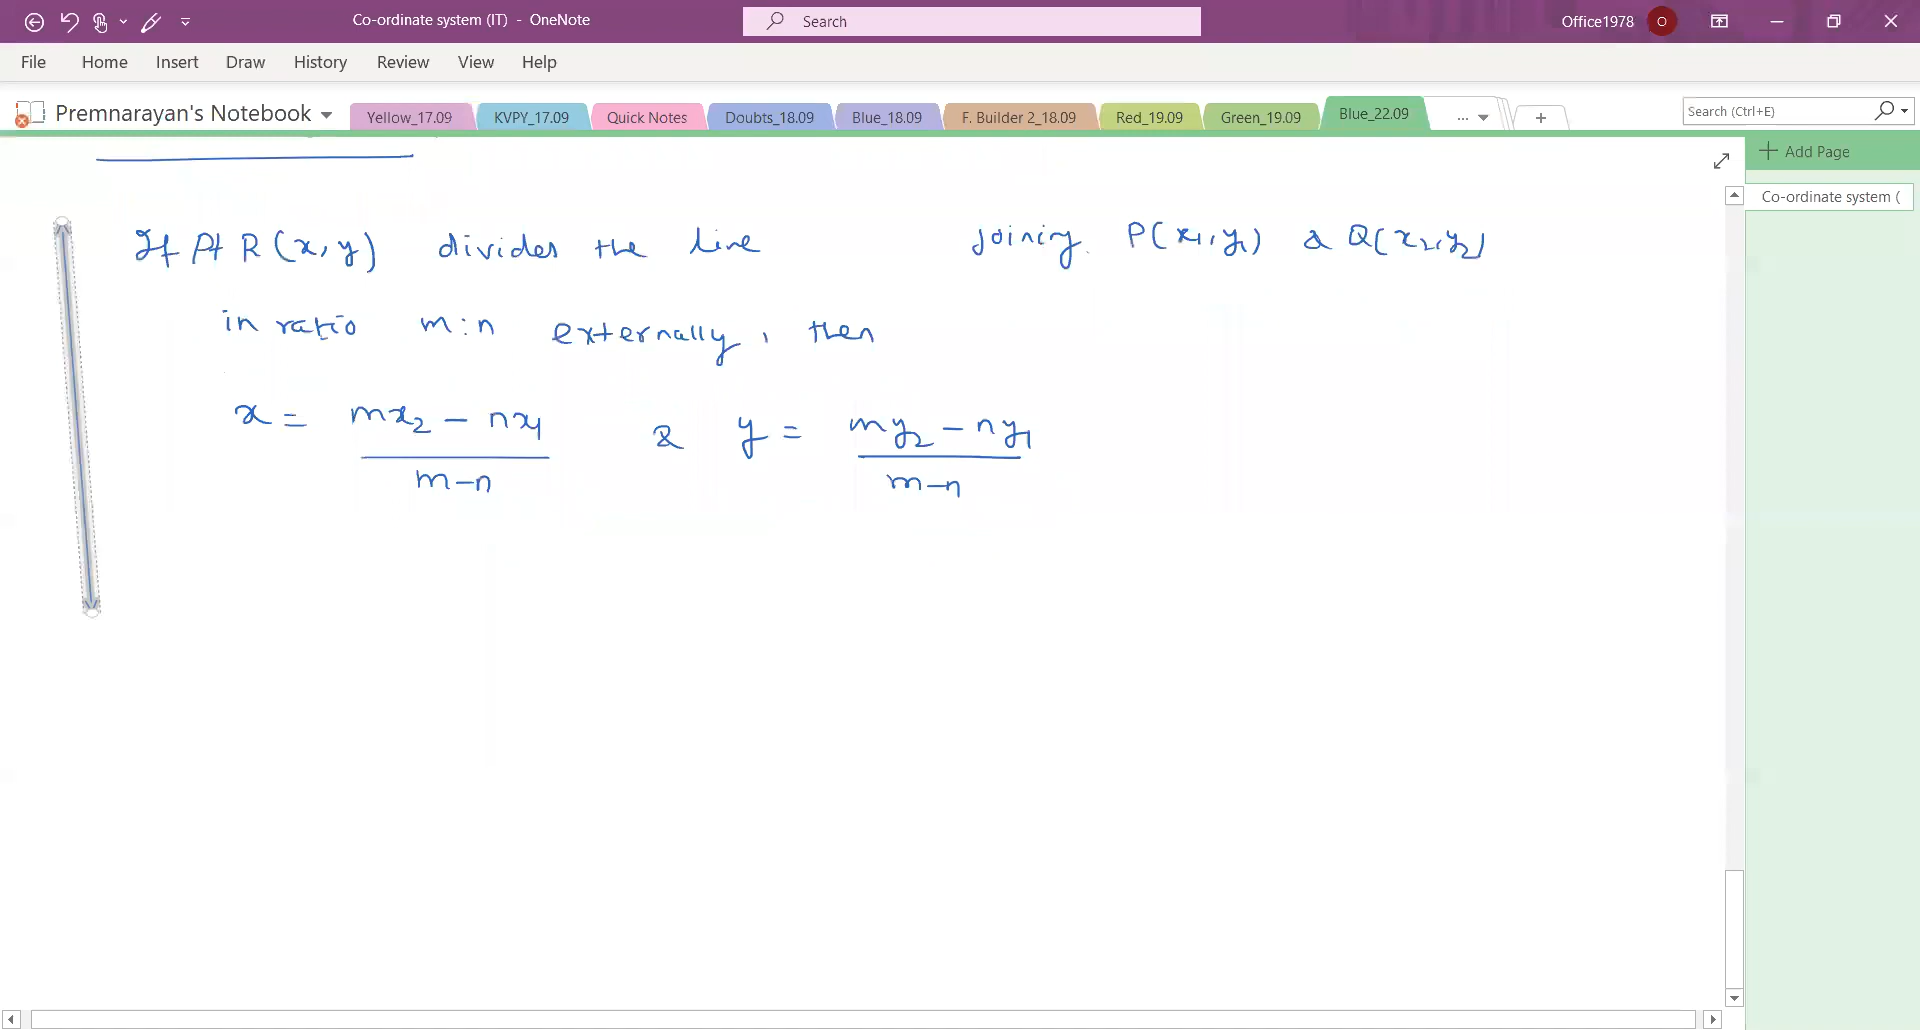 Co-ordinate system (IT) - OneNote
Search
Office1978
O
File Home Insert Draw History Review View Help
Premnarayan's Notebook
Yellow_17.09 KVPY_17.09 Quick Notes Doubts_18.09 Blue_18.09 F. Builder 2_18.09 Red_19.09 Green_19.09 Blue_22.09 ...
Search (Ctrl+E)
Add Page
Co-ordinate system (
If Pt R(x,y) divides the line joining P(x₁,y₁) & Q(x₂,y₂)
in ratio m:n externally, then
x = mx₂ - nx₁ & y = my₂ - ny₁
m-n m-n